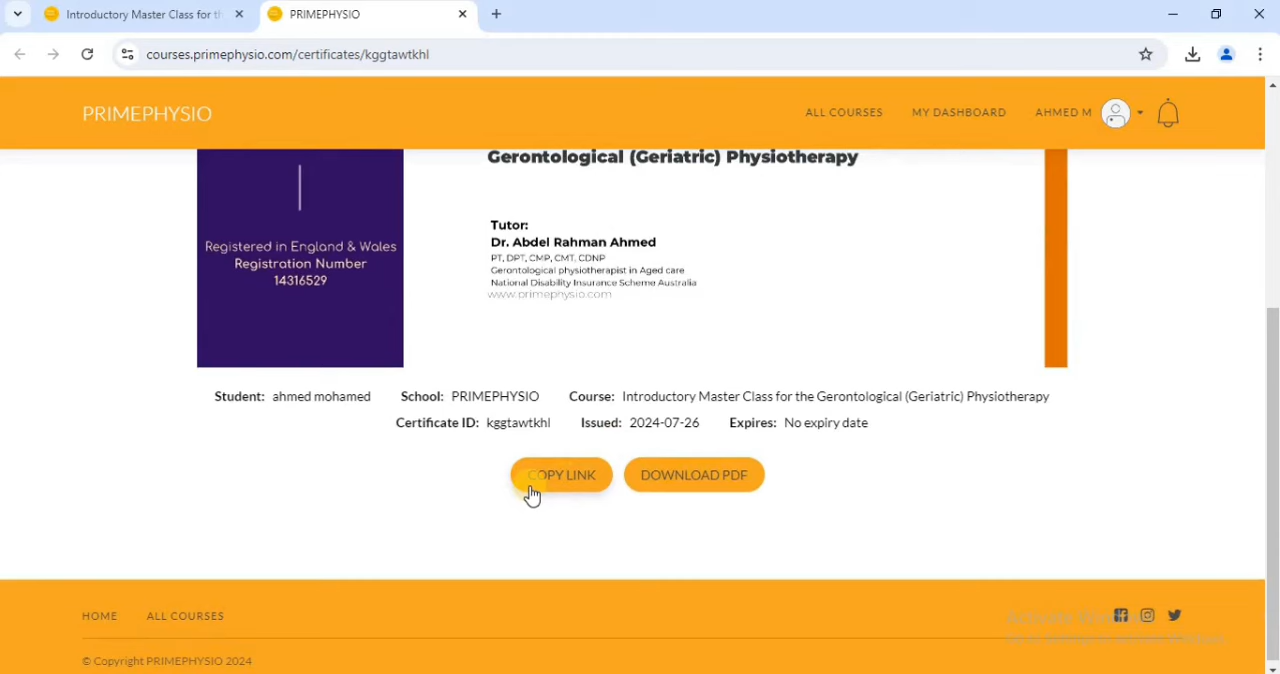 Introductory Master Class for th
PRIMEPHYSIO
courses.primephysio.com/certificates/kggtawtkhl
PRIMEPHYSIO
ALL COURSES
MY DASHBOARD
AHMED M
Gerontological (Geriatric) Physiotherapy
Registered in England & Wales
Registration Number
14316529
Tutor:
Dr. Abdel Rahman Ahmed
PT, DPT, CMP, CMT, CDNP
Gerontological physiotherapist in Aged care
National Disability Insurance Scheme Australia
www.primephysio.com
Student: ahmed mohamed School: PRIMEPHYSIO Course: Introductory Master Class for the Gerontological (Geriatric) Physiotherapy
Certificate ID: kggtawtkhl Issued: 2024-07-26 Expires: No expiry date
COPY LINK
DOWNLOAD PDF
HOME
ALL COURSES
© Copyright PRIMEPHYSIO 2024